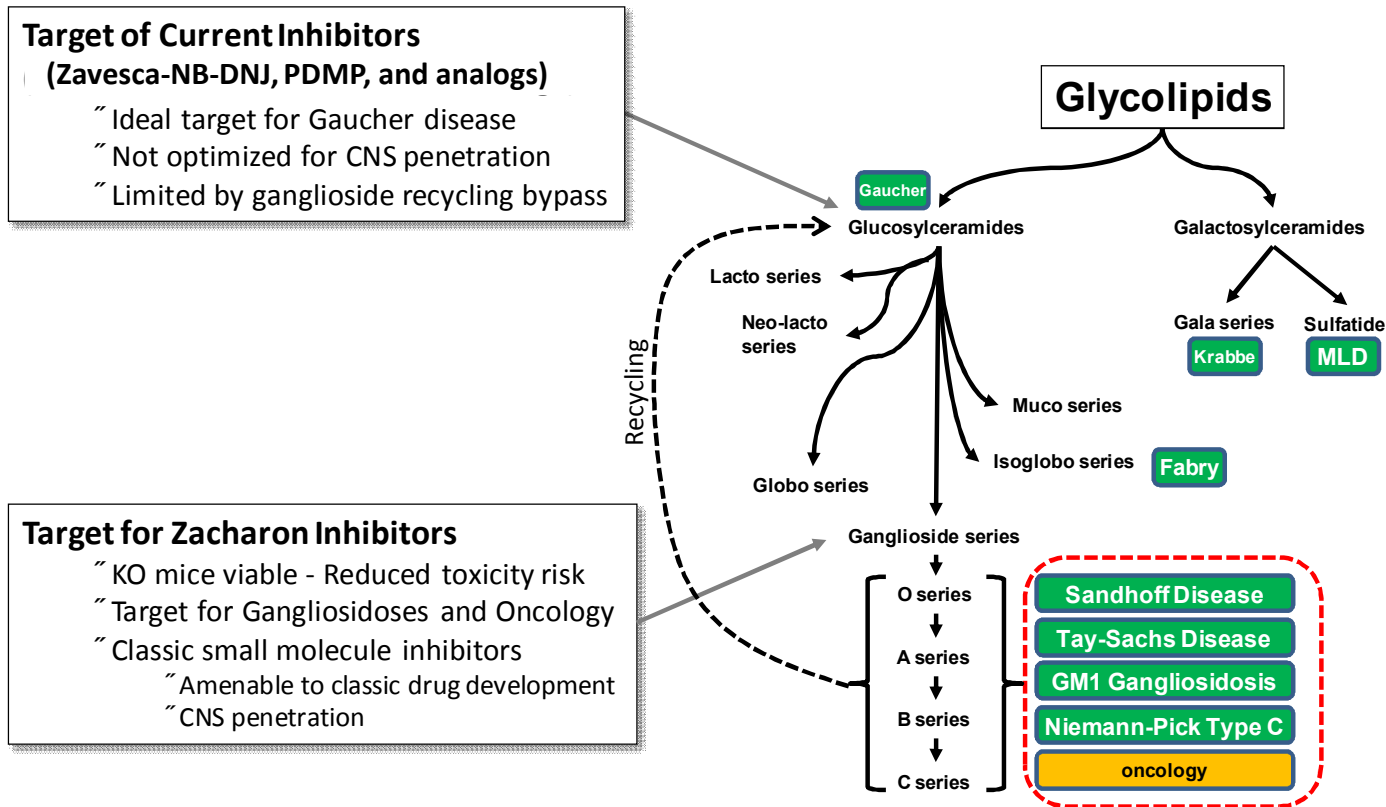 Target of Current Inhibitors
(Zavesca-NB-DNJ, PDMP, and analogs)
˝ Ideal target for Gaucher disease
˝ Not optimized for CNS penetration
˝ Limited by ganglioside recycling bypass
Glycolipids
Gaucher
Glucosylceramides
Galactosylceramides
Lacto series
Neo-lacto
series
Gala series
Sulfatide
Krabbe
MLD
Recycling
Muco series
Isoglobo series
Fabry
Globo series
Target for Zacharon Inhibitors
˝ KO mice viable - Reduced toxicity risk
˝ Target for Gangliosidoses and Oncology
˝ Classic small molecule inhibitors
˝ Amenable to classic drug development
˝ CNS penetration
Ganglioside series
O series
A series
B series
C series
Sandhoff Disease
Tay-Sachs Disease
GM1 Gangliosidosis
Niemann-Pick Type C
oncology